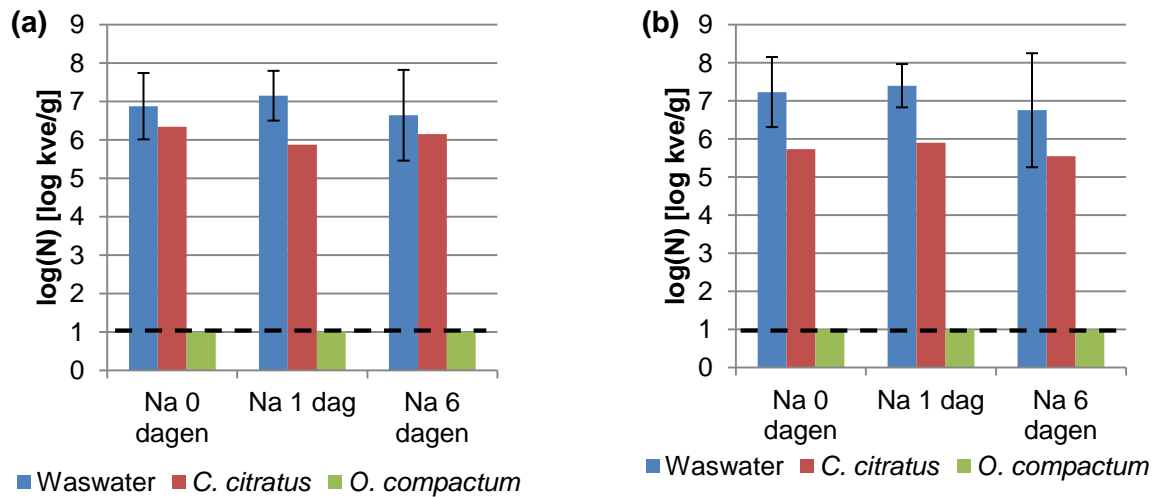 (a)
log(N) [log kve/g]
9
8
7
6
5
4
3
2
1
0
Na 0
dagen
Na 1 dag
Na 6
dagen
Waswater C. citratus O. compactum
(b)
log(N) [log kve/g]
9
8
7
6
5
4
3
2
1
0
Na 0
dagen
Na 1 dag
Na 6
dagen
Waswater C. citratus O. compactum